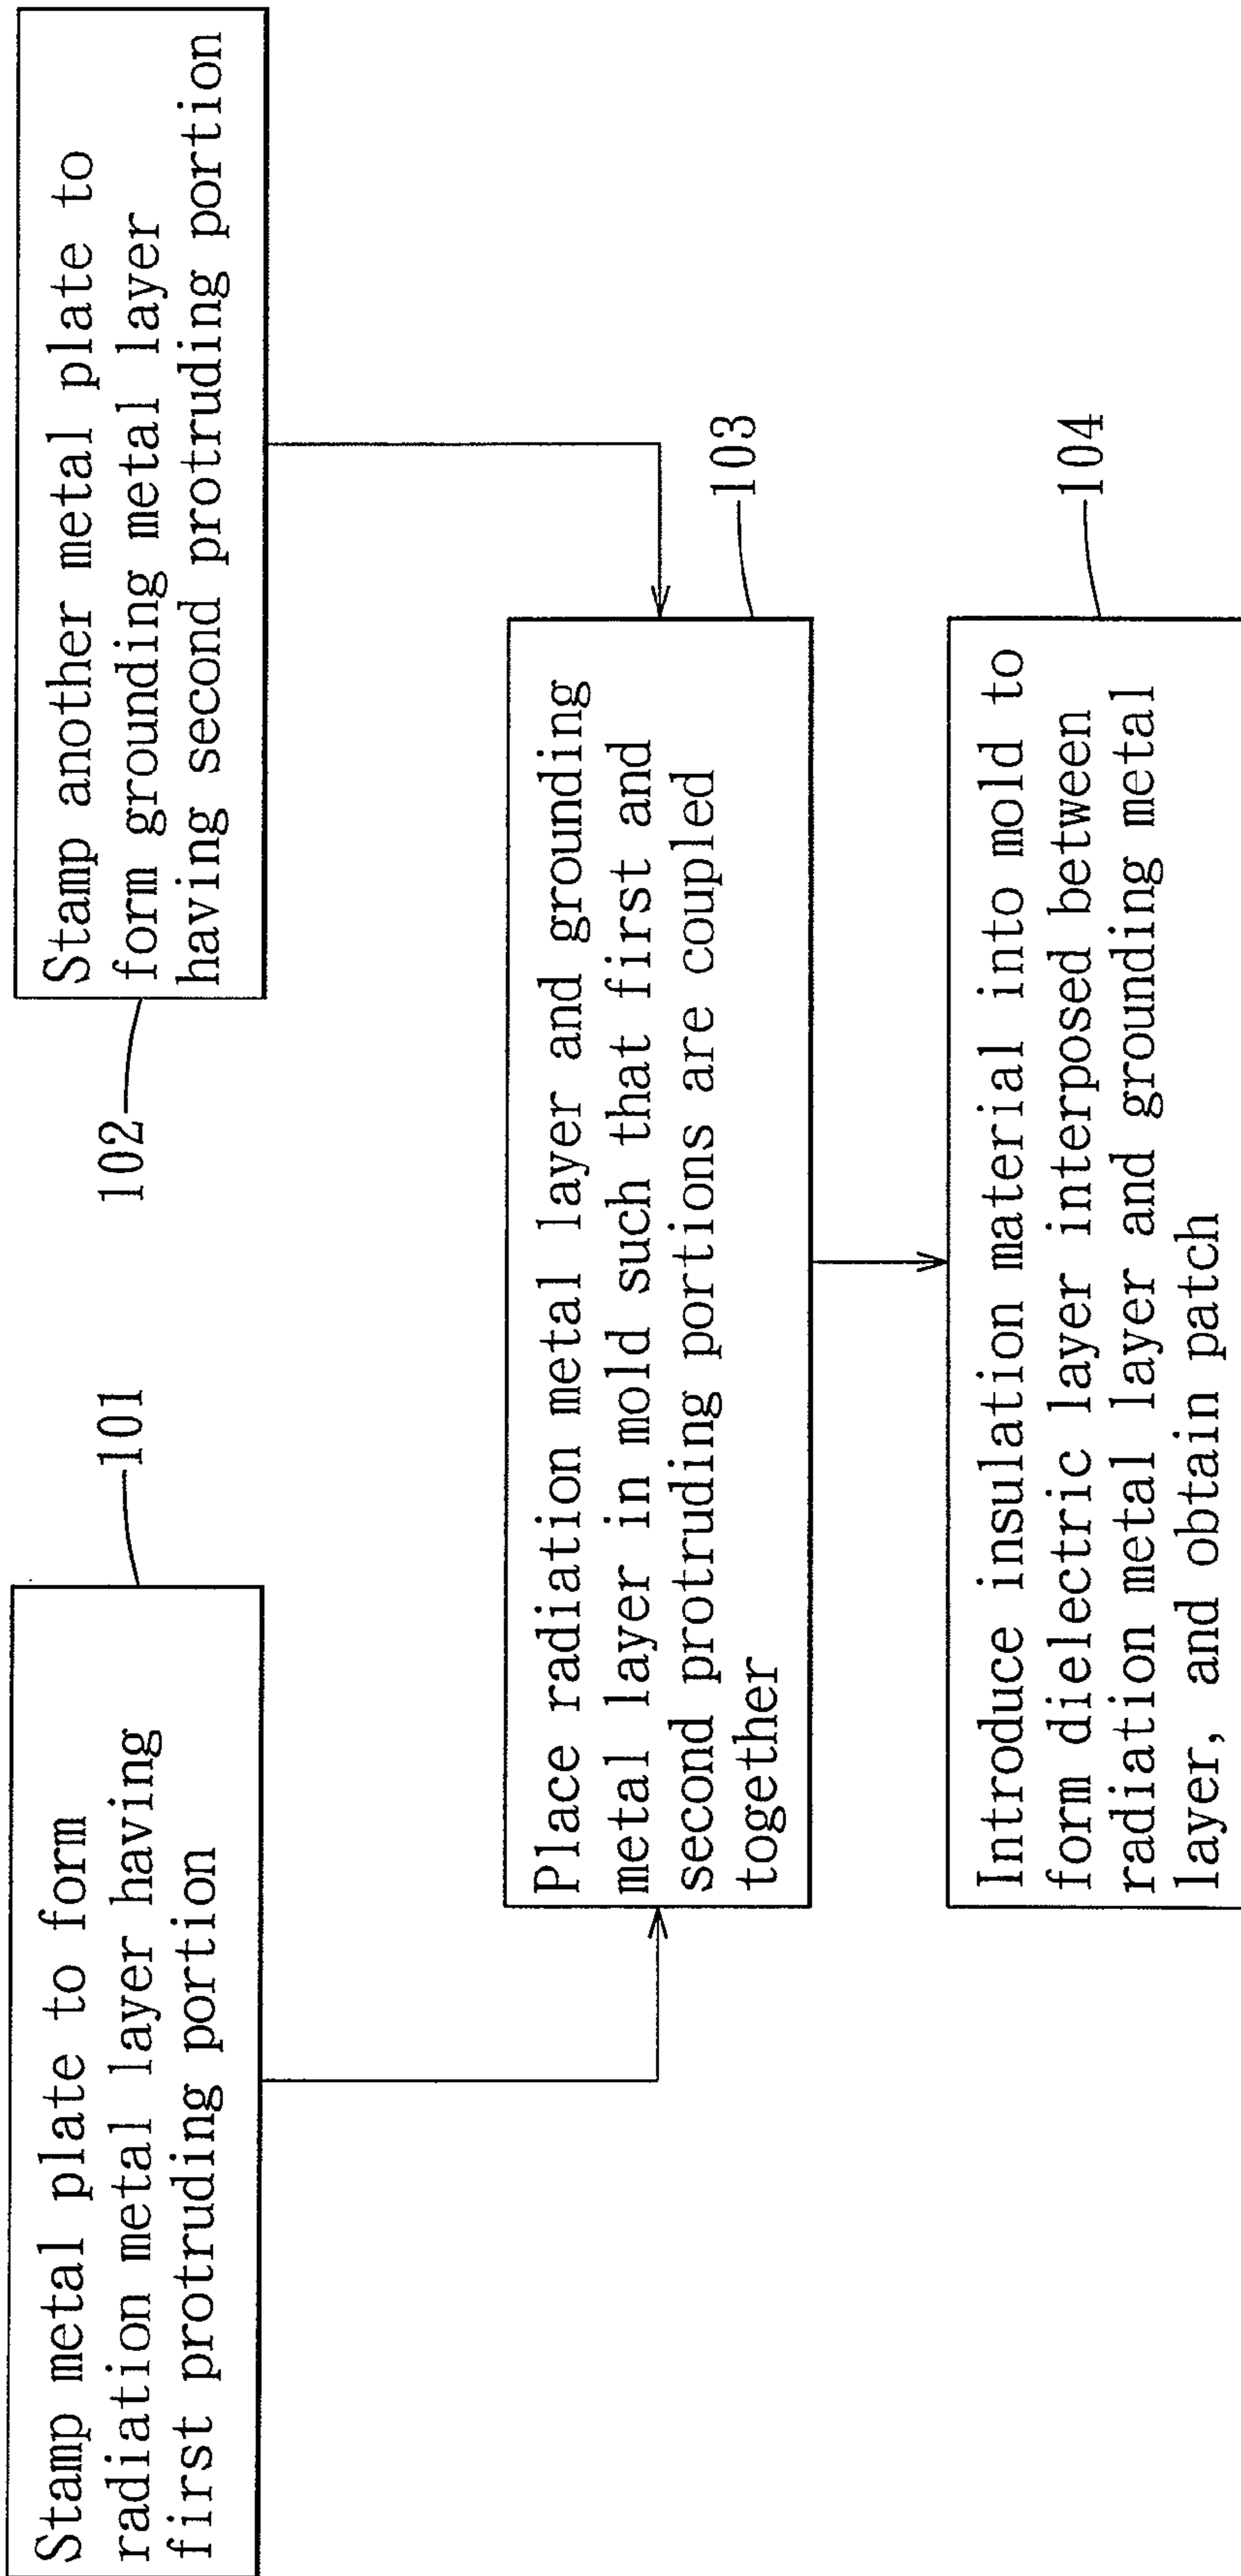 Stamp metal plate to form
radiation metal layer having
first protruding portion
101
Stamp another metal plate to
form grounding metal layer
having second protruding portion
102
Place radiation metal layer and grounding
metal layer in mold such that first and
second protruding portions are coupled
together
103
Introduce insulation material into mold to
form dielectric layer interposed between
radiation metal layer and grounding metal
layer, and obtain patch
104